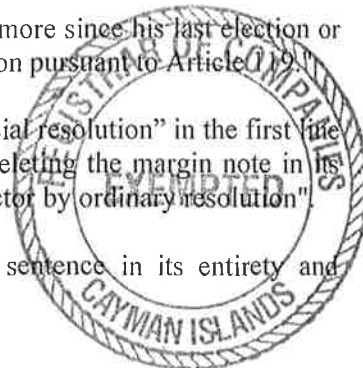 more since his last election or
on pursuant to Article 119."
ial resolution" in the first line
eleting the margin note in its
ctor by ordinary resolution".
sentence in its entirety and
REGISTRAR OF COMPANIES
EXEMPTED
CAYMAN ISLANDS